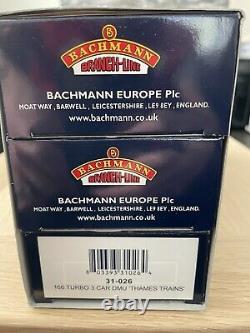 BACHMANN
BRANCH-LINE
BACHMANN EUROPE Plc
MOAT WAY, BARWELL, LEICESTERSHIRE, LE9 8EY, ENGLAND.
www.bachmann.co.uk
BACHMANN
BRANCH-LINE
BACHMANN EUROPE Plc
MOAT WAY, BARWELL, LEICESTERSHIRE, LE9 8EY, ENGLAND.
www.bachmann.co.uk
31-026
166 TURBO 3 CAR DMU 'THAMES TRAINS'